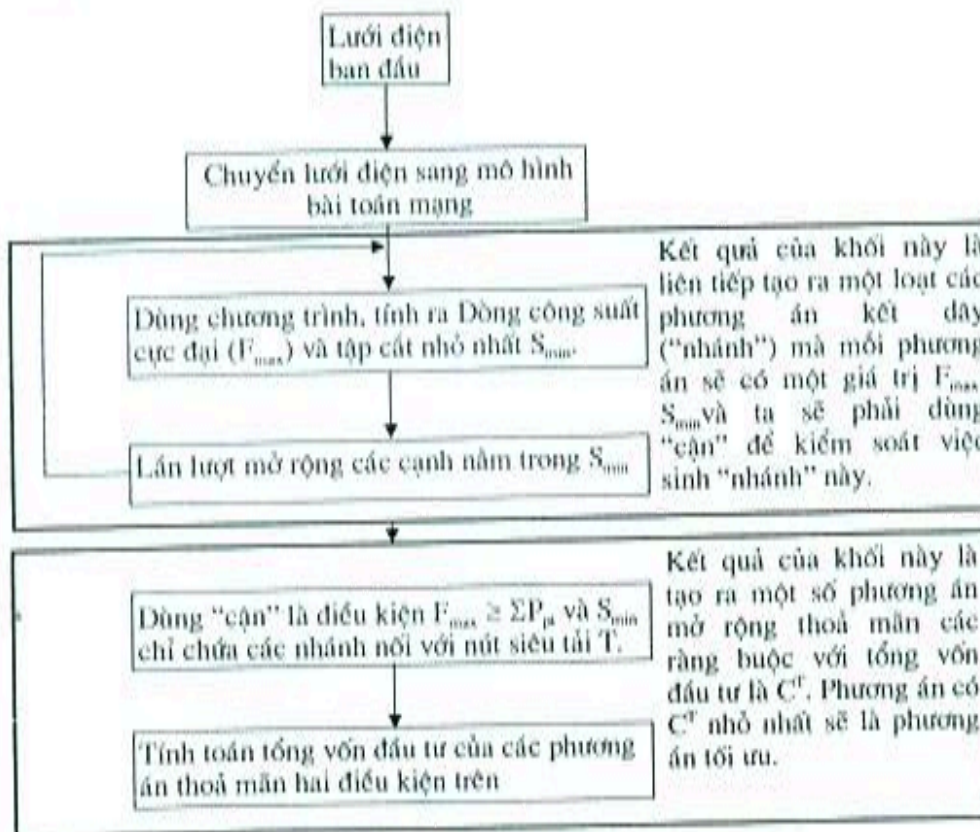 Lưới điện
ban đầu
Chuyển lưới điện sang mô hình
bài toán mạng
Dùng chương trình, tính ra Dòng công suất
cực đại (Fmax) và tập cắt nhỏ nhất Smin.
Lần lượt mở rộng các cạnh nằm trong Smin
Kết quả của khối này là
liên tiếp tạo ra một loạt các
phương án kết dây
(“nhánh”) mà mỗi phương
án sẽ có một giá trị Fmax,
Smin và ta sẽ phải dùng
“cận” để kiểm soát việc
sinh “nhánh” này.
Dùng “cận” là điều kiện Fmax ≥ ΣPpt và Smin
chỉ chứa các nhánh nối với nút siêu tải T.
Tính toán tổng vốn đầu tư của các phương
án thoả mãn hai điều kiện trên
Kết quả của khối này là
tạo ra một số phương án
mở rộng thoả mãn các
ràng buộc với tổng vốn
đầu tư là Cᵀ. Phương án có
Cᵀ nhỏ nhất sẽ là phương
án tối ưu.